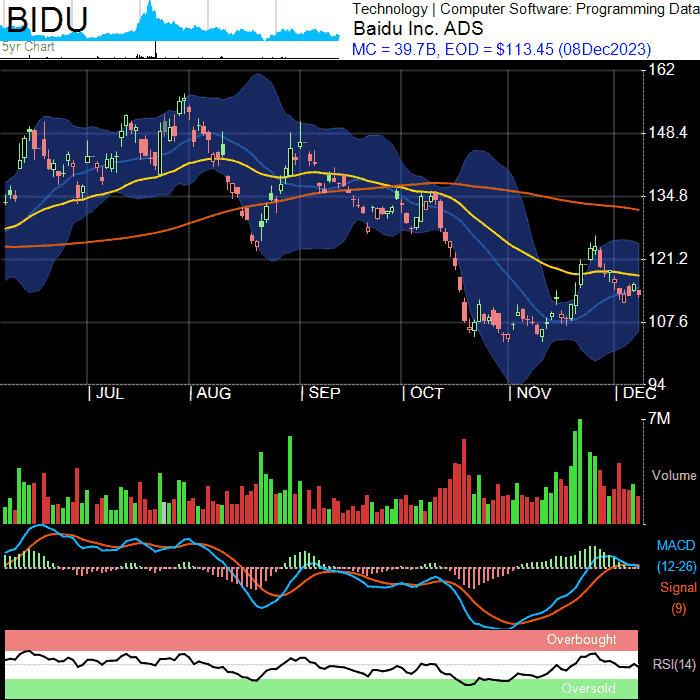 BIDU
5yr Chart
Technology | Computer Software: Programming Data
Baidu Inc. ADS
MC = 39.7B, EOD = $113.45 (08Dec2023)
162
148.4
134.8
121.2
107.6
94
| JUL | AUG | SEP | OCT | NOV | DEC
7M
Volume
MACD
(12-26)
Signal
(9)
Overbought
RSI(14)
Oversold